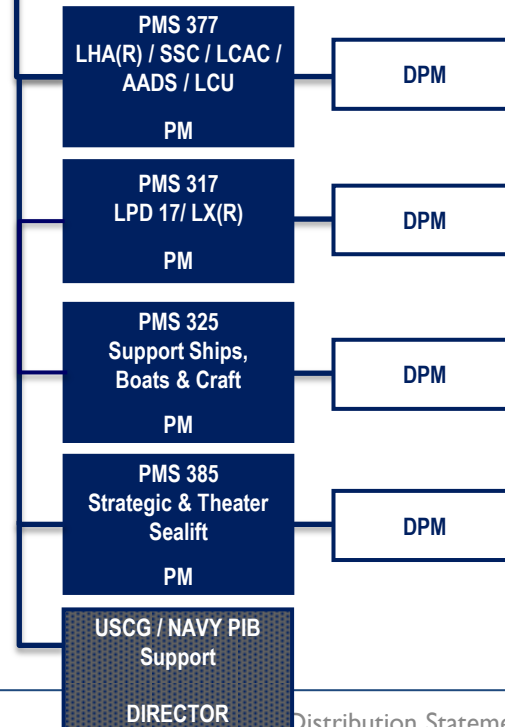 PMS 377
LHA(R) / SSC / LCAC /
AADS / LCU
PM
DPM
PMS 317
LPD 17/ LX(R)
PM
DPM
PMS 325
Support Ships,
Boats & Craft
PM
DPM
PMS 385
Strategic & Theater
Sealift
PM
DPM
USCG / NAVY PIB
Support
DIRECTOR
Distribution Stateme